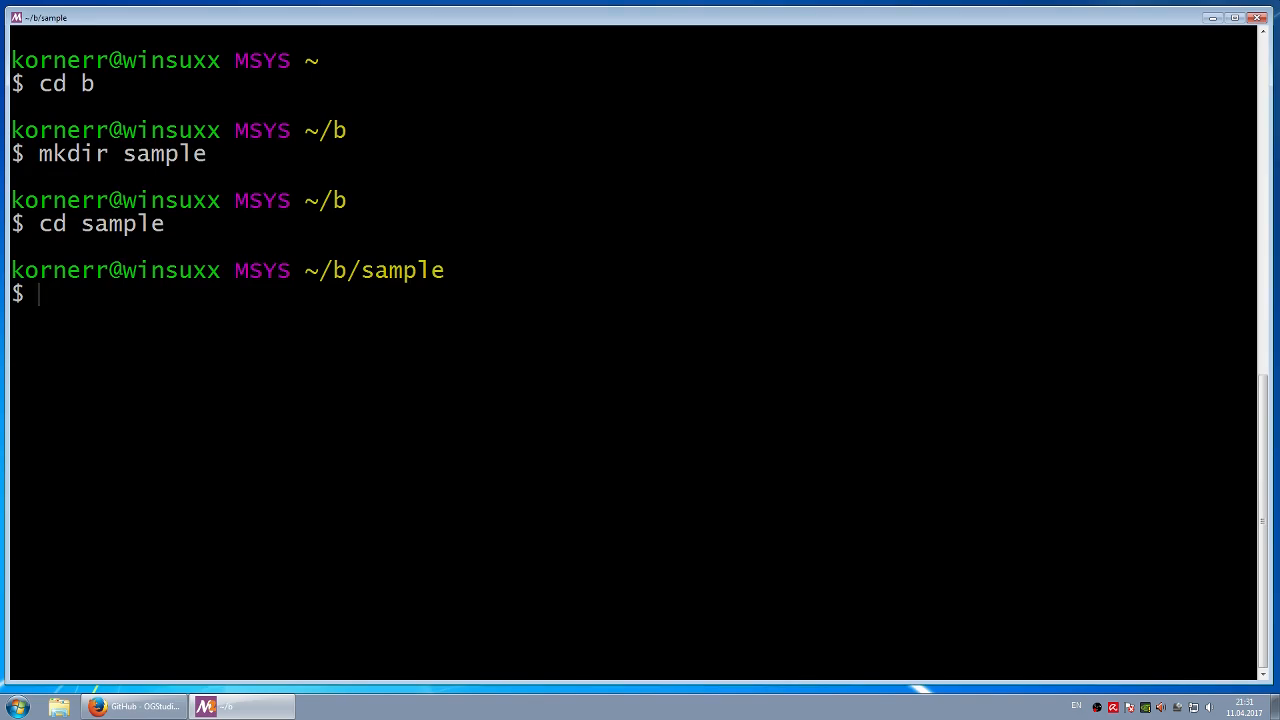 ~/b/sample
kornerr@winsuxx MSYS ~
$ cd b
kornerr@winsuxx MSYS ~/b
$ mkdir sample
kornerr@winsuxx MSYS ~/b
$ cd sample
kornerr@winsuxx MSYS ~/b/sample
$
GitHub - OGStudi...
~/b
EN
21:31
11.04.2017